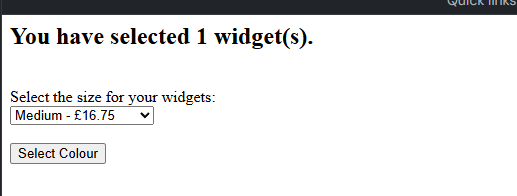 Quick links
You have selected 1 widget(s).
Select the size for your widgets:
Medium - £16.75
Select Colour